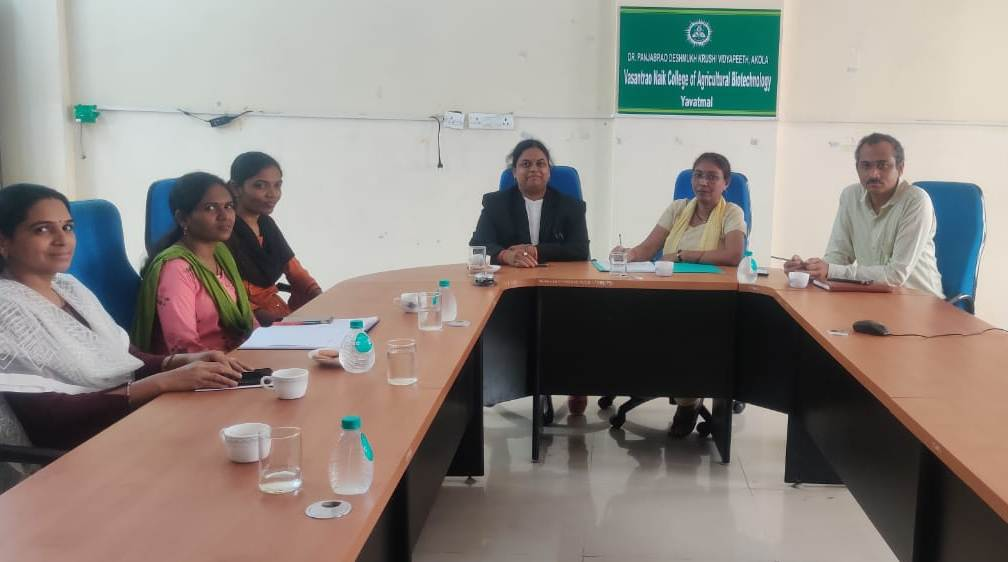 DR. PANJABRAO DESHMUKH KRUSHI VIDYAPEETH, AKOLA
Vasantrao Naik College of Agricultural Biotechnology
Yavatmal